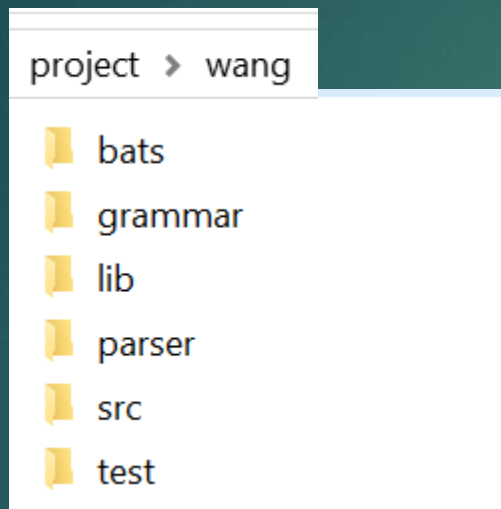 project > wang
bats
grammar
lib
parser
src
test